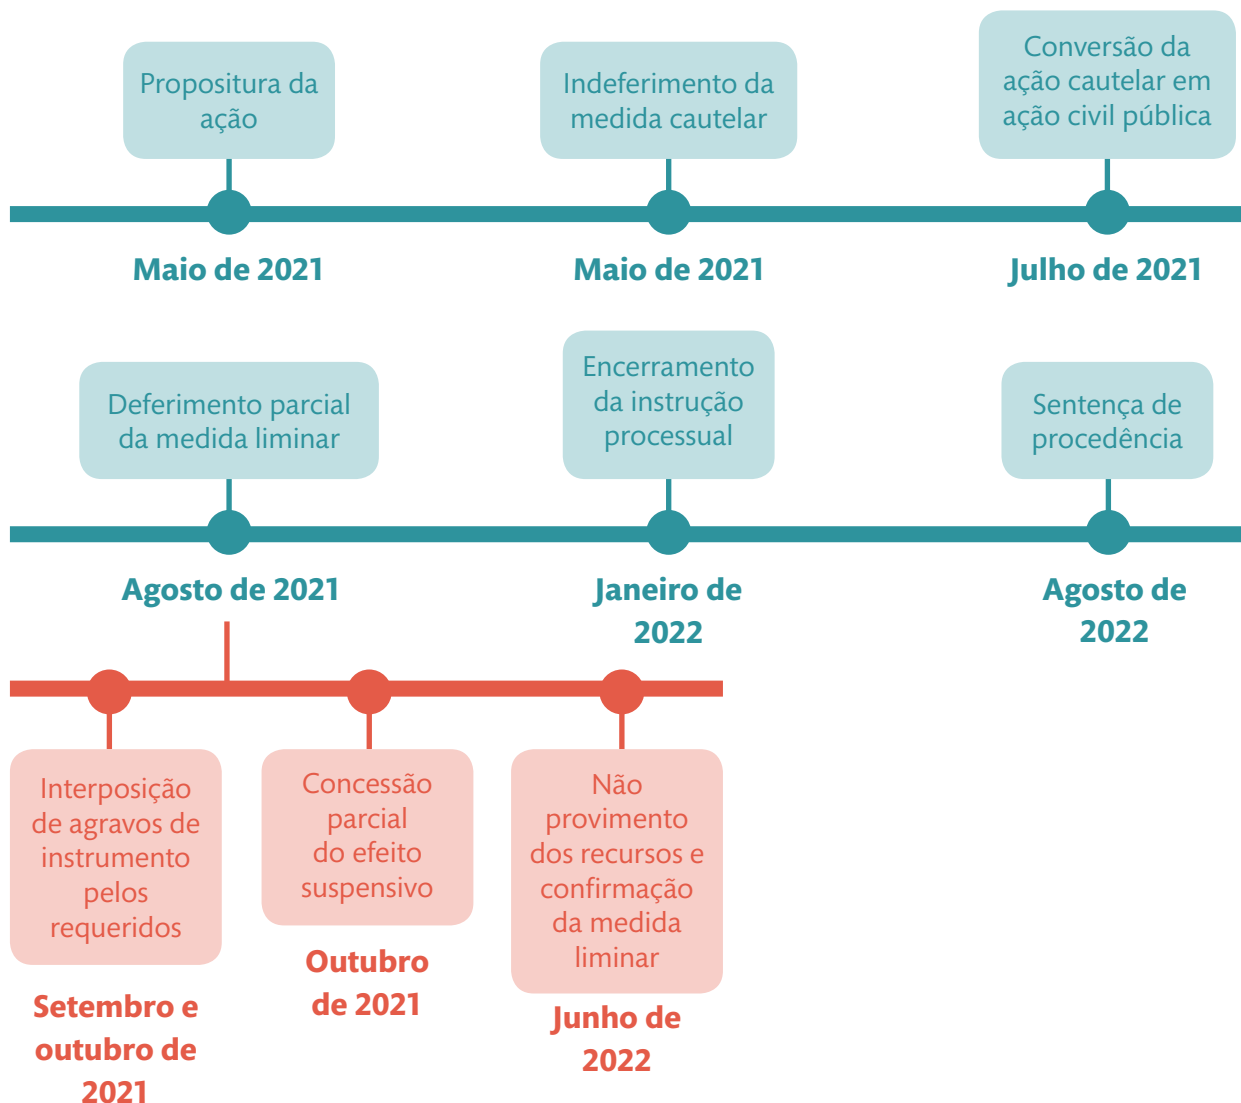 Propositura da
ação
Maio de 2021
Indeferimento da
medida cautelar
Maio de 2021
Conversão da
ação cautelar em
ação civil pública
Julho de 2021
Deferimento parcial
da medida liminar
Agosto de 2021
Encerramento
da instrução
processual
Janeiro de
2022
Sentença de
procedência
Agosto de
2022
Interposição
de agravos de
instrumento
pelos
requeridos
Setembro e
outubro de
2021
Concessão
parcial
do efeito
suspensivo
Outubro
de 2021
Não
provimento
dos recursos e
confirmação
da medida
liminar
Junho de
2022